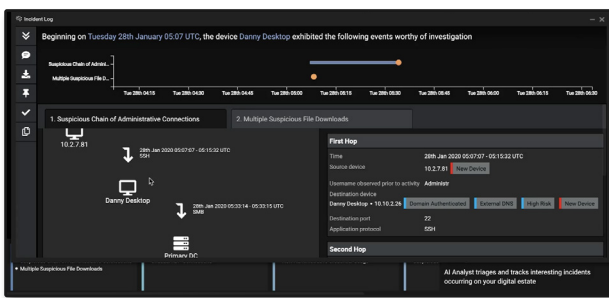 Incident Log
Beginning on Tuesday 28th January 05:07 UTC, the device Danny Desktop exhibited the following events worthy of investigation
Suspicious Chain of Admini...
Multiple Suspicious File D...
Tue 28th 04:15 Tue 28th 04:30 Tue 28th 04:45 Tue 28th 05:00 Tue 28th 05:15 Tue 28th 05:30 Tue 28th 05:45 Tue 28th 06:00 Tue 28th 06:15 Tue 28th 06:30
1. Suspicious Chain of Administrative Connections
2. Multiple Suspicious File Downloads
10.2.7.81
28th Jan 2020 05:07:07 - 05:15:32 UTC
SSH
Danny Desktop
28th Jan 2020 05:33:14 - 05:33:15 UTC
SMB
Primary DC
First Hop
Time 28th Jan 2020 05:07:07 - 05:15:32 UTC
Source device 10.2.7.81 New Device
Username observed prior to activity Administr
Destination device
Danny Desktop • 10.10.2.26 Domain Authenticated External DNS High Risk New Device
Destination port 22
Application protocol SSH
Second Hop
• Multiple Suspicious File Downloads
AI Analyst triages and tracks interesting incidents
occurring on your digital estate